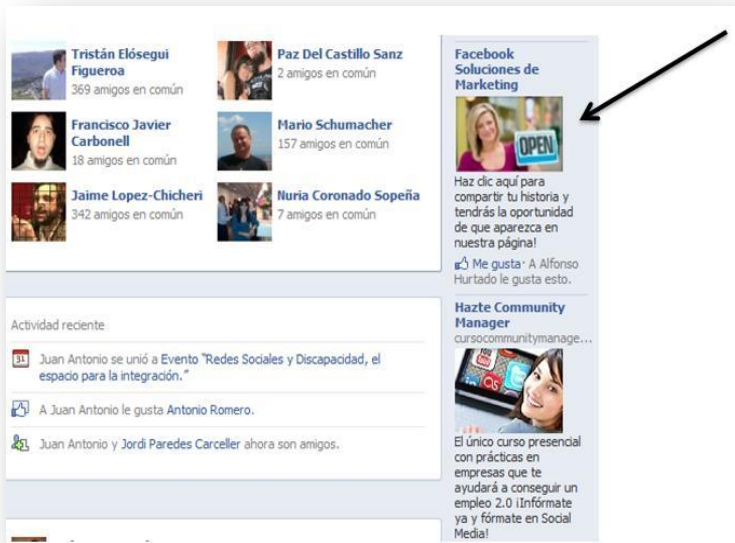 Tristán Elósegui
Figueroa
369 amigos en común
Paz Del Castillo Sanz
2 amigos en común
Francisco Javier
Carbonell
18 amigos en común
Mario Schumacher
157 amigos en común
Jaime Lopez-Chicheri
342 amigos en común
Nuria Coronado Sopeña
7 amigos en común
Actividad reciente
31
Juan Antonio se unió a Evento "Redes Sociales y Discapacidad, el
espacio para la integración."
A Juan Antonio le gusta Antonio Romero.
Juan Antonio y Jordi Paredes Carceller ahora son amigos.
Facebook
Soluciones de
Marketing
OPEN
Haz clic aquí para
compartir tu historia y
tendrás la oportunidad
de que aparezca en
nuestra página!
Me gusta · A Alfonso
Hurtado le gusta esto.
Hazte Community
Manager
cursocommunitymanage...
You
Tube
in
as
El único curso presencial
con prácticas en
empresas que te
ayudará a conseguir un
empleo 2.0 ¡Infórmate
ya y fórmate en Social
Media!